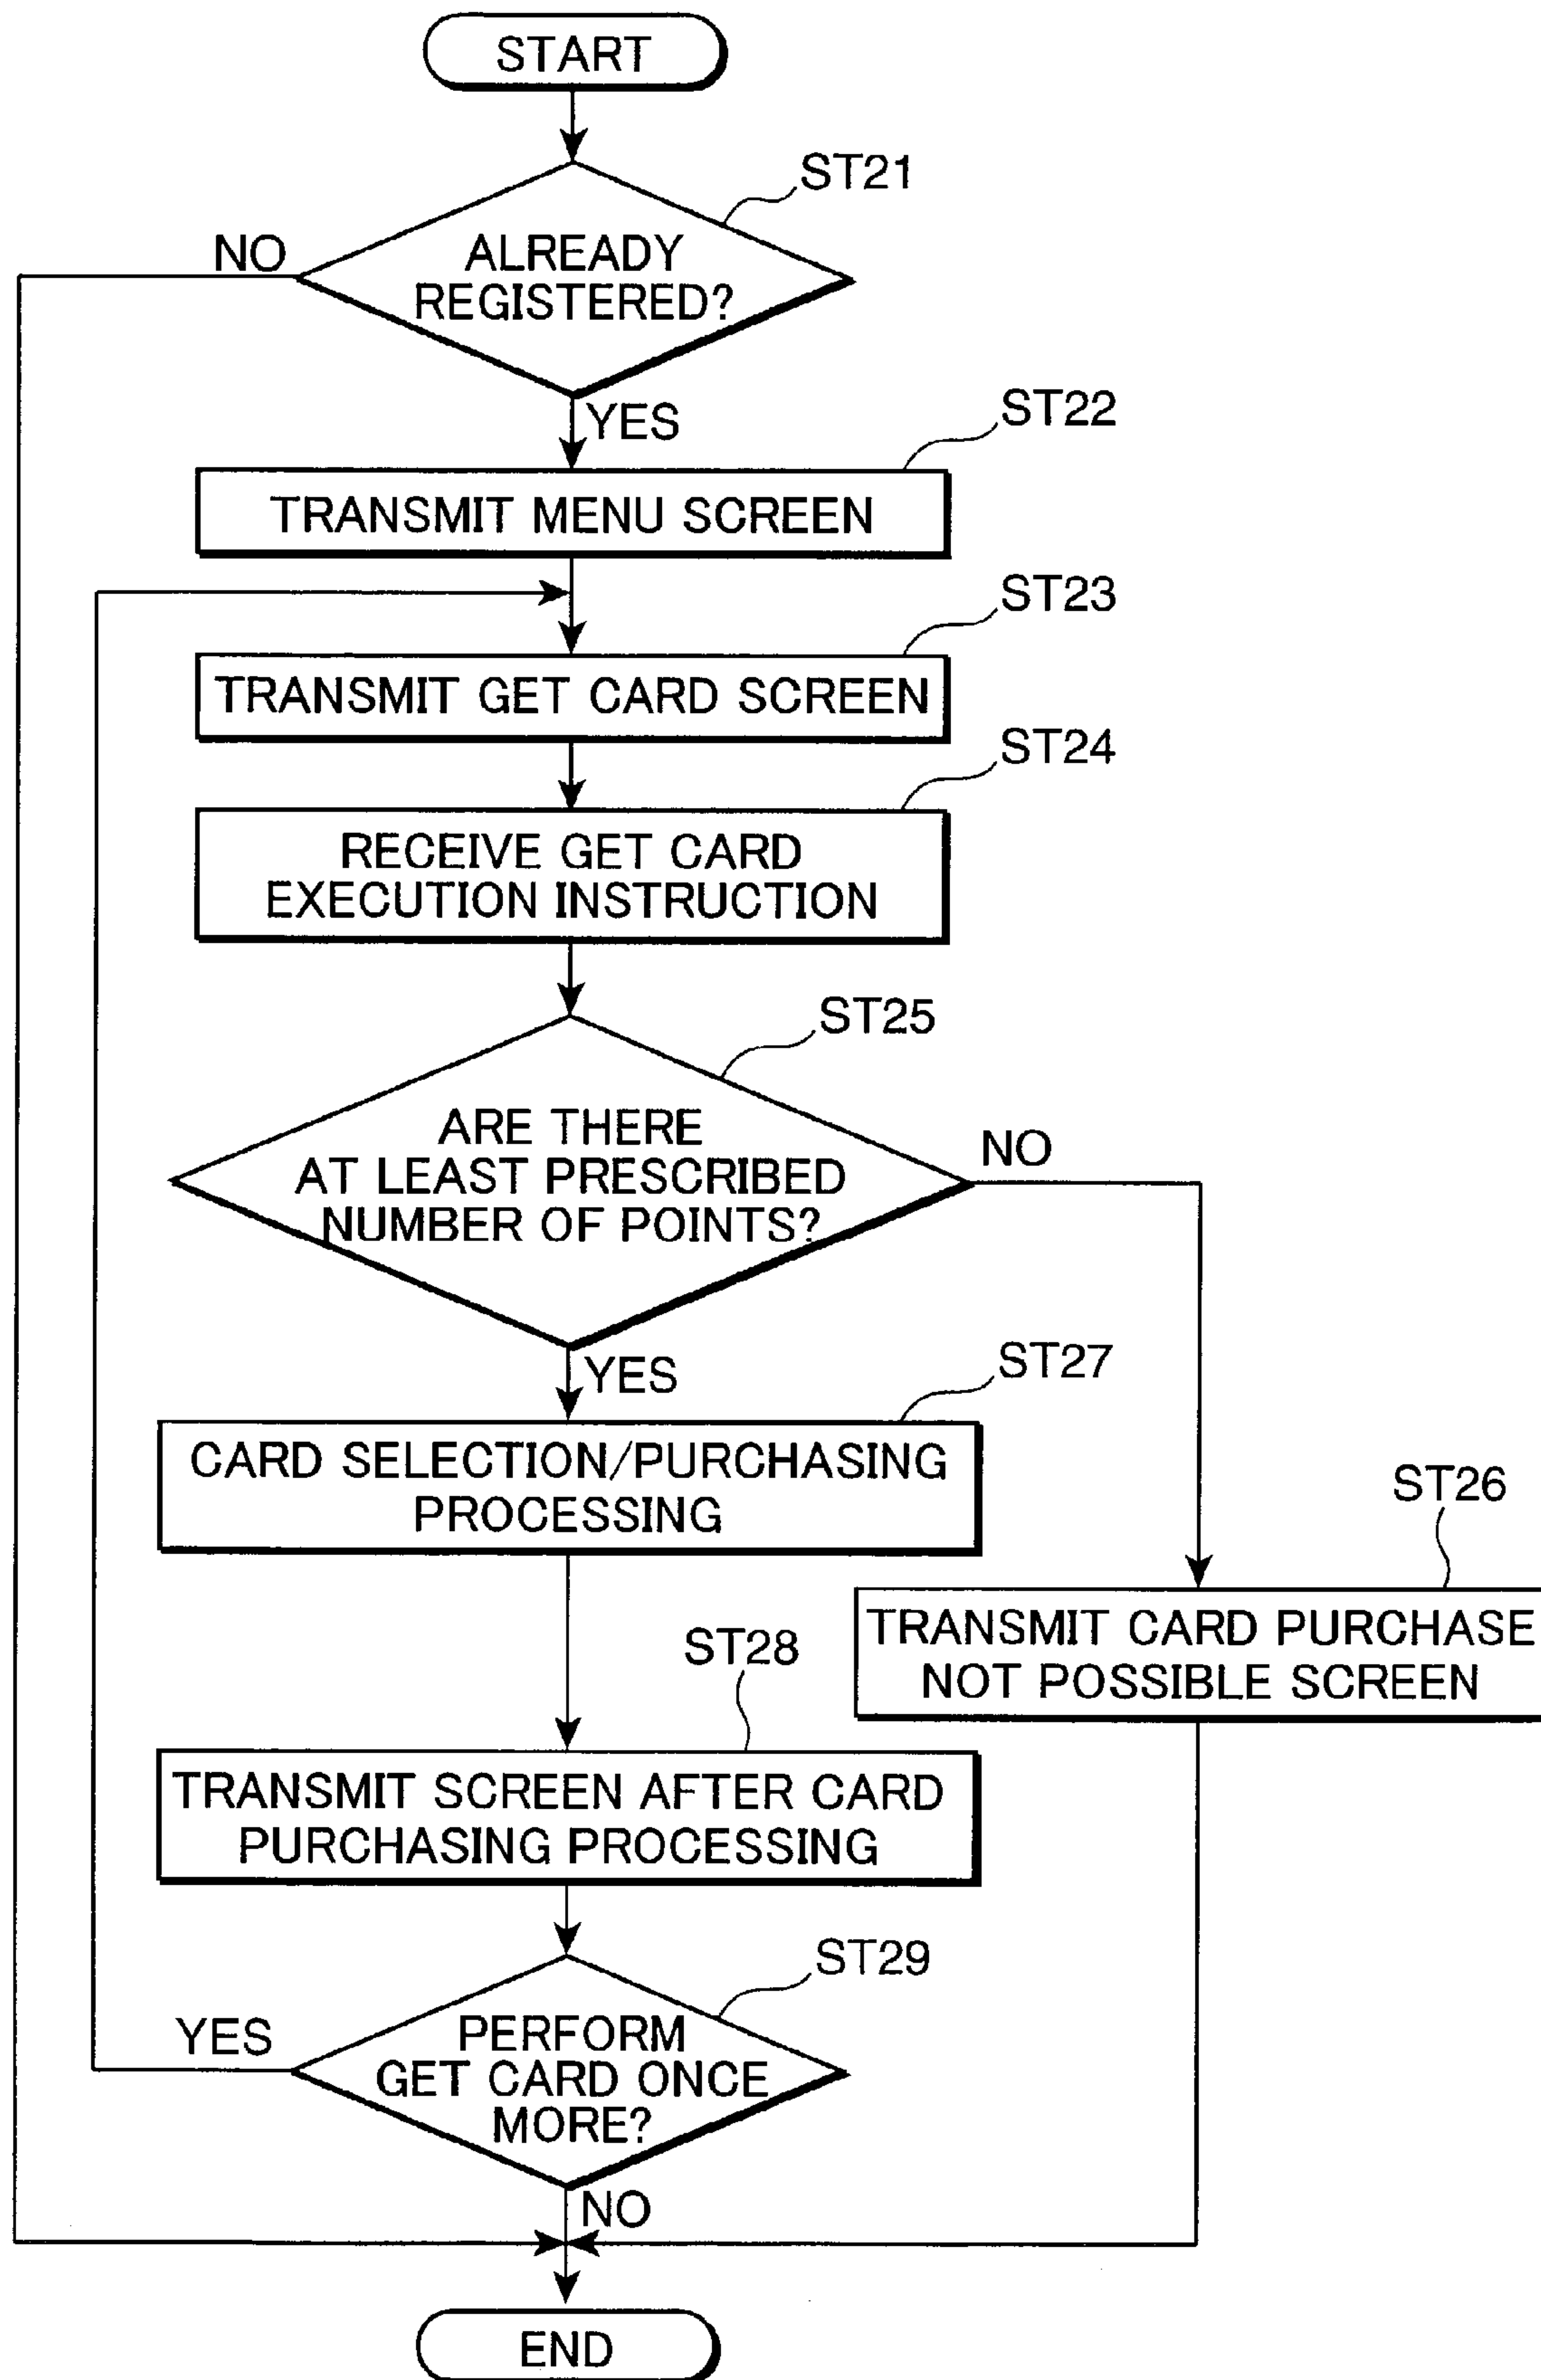 START
ST21
NO
ALREADY
REGISTERED?
YES
ST22
TRANSMIT MENU SCREEN
ST23
TRANSMIT GET CARD SCREEN
ST24
RECEIVE GET CARD
EXECUTION INSTRUCTION
ST25
ARE THERE
AT LEAST PRESCRIBED
NUMBER OF POINTS?
NO
YES
ST27
CARD SELECTION/PURCHASING
PROCESSING
ST26
TRANSMIT CARD PURCHASE
NOT POSSIBLE SCREEN
ST28
TRANSMIT SCREEN AFTER CARD
PURCHASING PROCESSING
ST29
YES
PERFORM
GET CARD ONCE
MORE?
NO
END